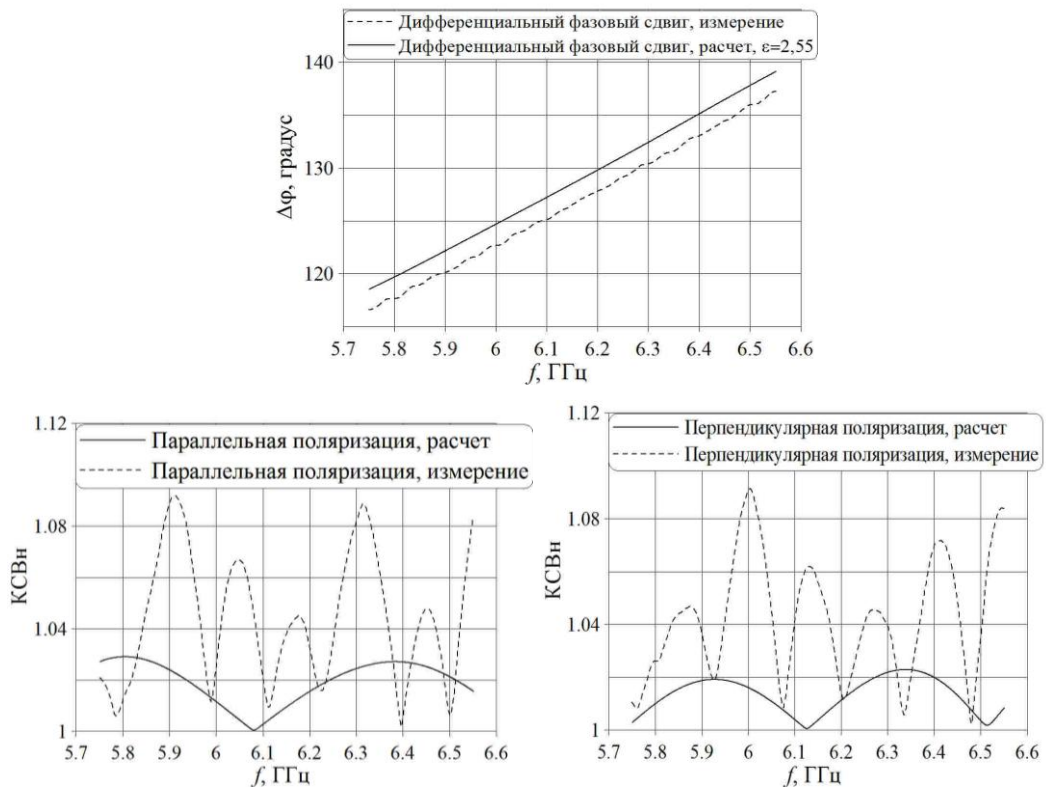 Дифференциальный фазовый сдвиг, измерение
Дифференциальный фазовый сдвиг, расчет, ε=2,55
140
130
120
Δφ, градус
5.7 5.8 5.9 6 6.1 6.2 6.3 6.4 6.5 6.6
f, ГГц
1.12
Параллельная поляризация, расчет
Параллельная поляризация, измерение
1.08
1.04
1
КСВн
5.7 5.8 5.9 6 6.1 6.2 6.3 6.4 6.5 6.6
f, ГГц
1.12
Перпендикулярная поляризация, расчет
Перпендикулярная поляризация, измерение
1.08
1.04
1
КСВн
5.7 5.8 5.9 6 6.1 6.2 6.3 6.4 6.5 6.6
f, ГГц